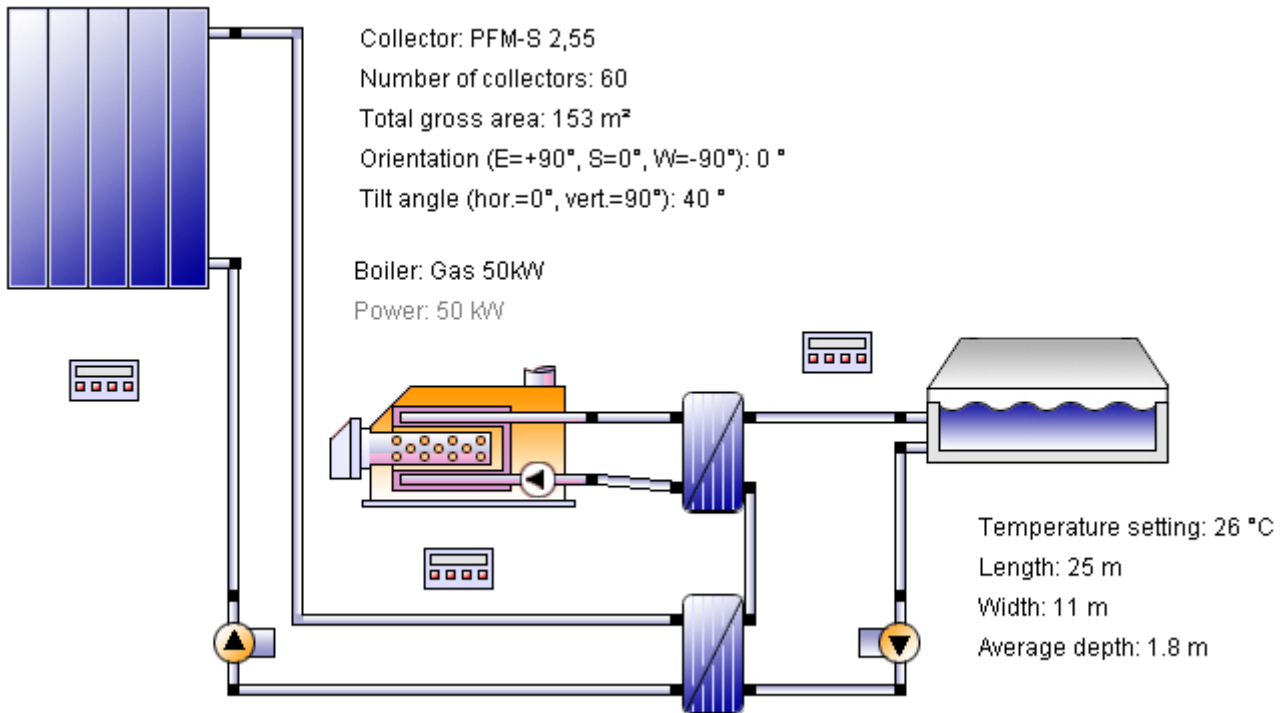 Collector: PFM-S 2,55
Number of collectors: 60
Total gross area: 153 m²
Orientation (E=+90°, S=0°, W=-90°): 0 °
Tilt angle (hor.=0°, vert.=90°): 40 °
Boiler: Gas 50kW
Power: 50 kW
Temperature setting: 26 °C
Length: 25 m
Width: 11 m
Average depth: 1.8 m